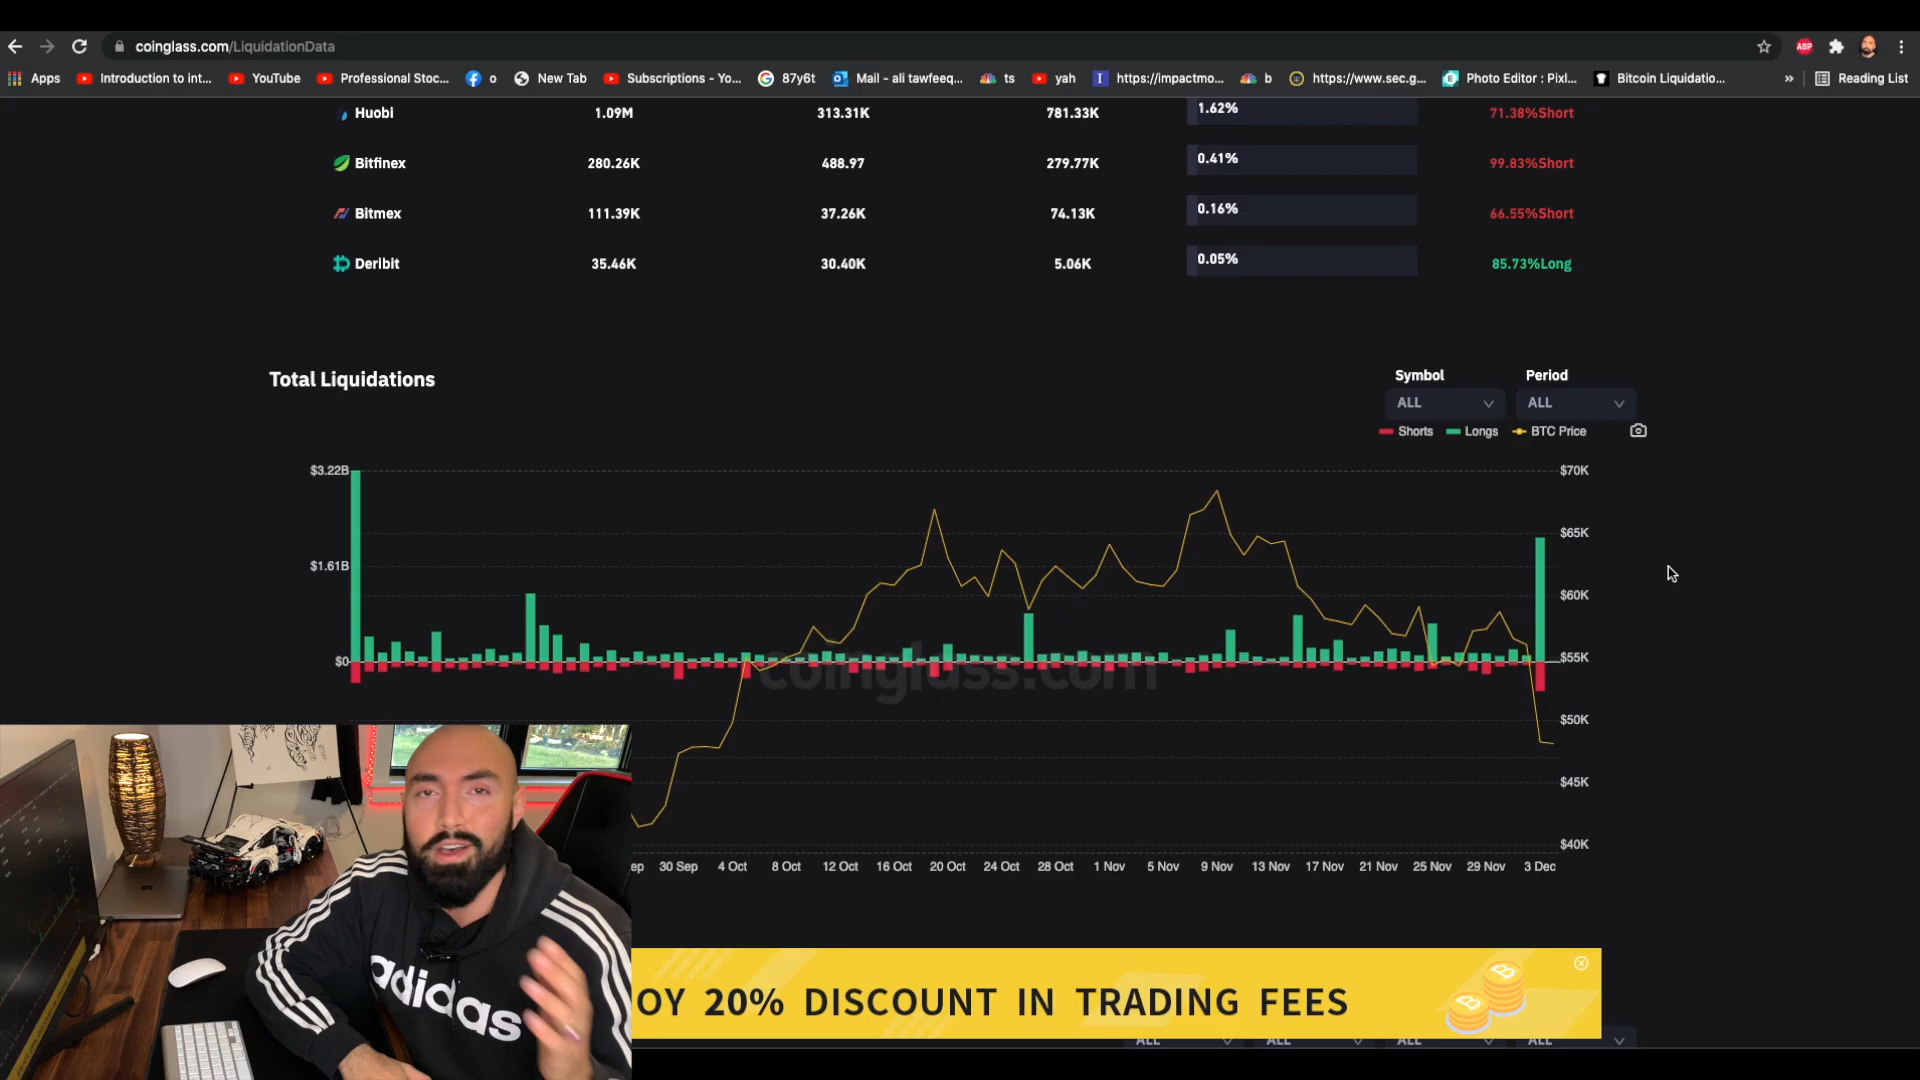 coinglass.com/LiquidationData
ABP
Apps Introduction to int... YouTube Professional Stoc... o New Tab Subscriptions - Yo... 87y6t Mail - ali tawfeeq... ts yah https://impactmo... b https://www.sec.g... Photo Editor : Pixl... Bitcoin Liquidatio... » Reading List
Huobi 1.09M 313.31K 781.33K 1.62% 71.38%Short
Bitfinex 280.26K 488.97 279.77K 0.41% 99.83%Short
Bitmex 111.39K 37.26K 74.13K 0.16% 66.55%Short
Deribit 35.46K 30.40K 5.06K 0.05% 85.73%Long
Total Liquidations
Symbol Period
ALL ALL
Shorts Longs BTC Price
$3.22B $70K
$65K
$1.61B
$60K
$0 $55K
coinglass.com
$50K
$45K
$40K
ep 30 Sep 4 Oct 8 Oct 12 Oct 16 Oct 20 Oct 24 Oct 28 Oct 1 Nov 5 Nov 9 Nov 13 Nov 17 Nov 21 Nov 25 Nov 29 Nov 3 Dec
OY 20% DISCOUNT IN TRADING FEES
ALL ALL ALL ALL
adidas